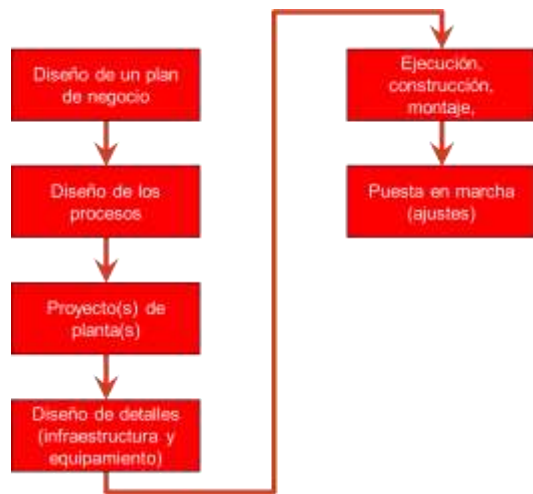 Diseño de un plan
de negocio
Diseño de los
procesos
Proyecto(s) de
planta(s)
Diseño de detalles
(infraestructura y
equipamiento)
Ejecución,
construcción,
montaje,
Puesta en marcha
(ajustes)